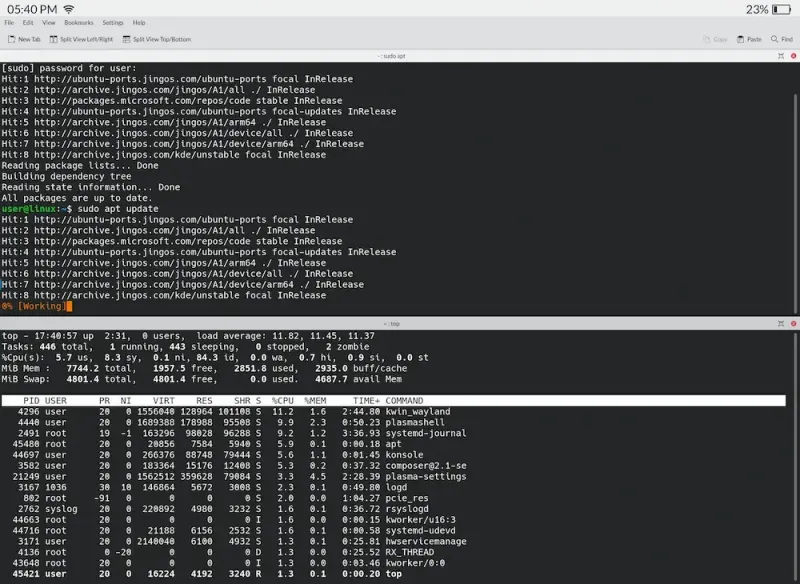 05:40 PM 23%
File Edit View Bookmarks Settings Help
New Tab Split View Left/Right Split View Top/Bottom Copy Paste Find
~ : sudo apt
[sudo] password for user:
Hit:1 http://ubuntu-ports.jingos.com/ubuntu-ports focal InRelease
Hit:2 http://archive.jingos.com/jingos/A1/all ./ InRelease
Hit:3 http://packages.microsoft.com/repos/code stable InRelease
Hit:4 http://ubuntu-ports.jingos.com/ubuntu-ports focal-updates InRelease
Hit:5 http://archive.jingos.com/jingos/A1/arm64 ./ InRelease
Hit:6 http://archive.jingos.com/jingos/A1/device/all ./ InRelease
Hit:7 http://archive.jingos.com/jingos/A1/device/arm64 ./ InRelease
Hit:8 http://archive.jingos.com/kde/unstable focal InRelease
Reading package lists... Done
Building dependency tree
Reading state information... Done
All packages are up to date.
user@linux:~$ sudo apt update
Hit:1 http://ubuntu-ports.jingos.com/ubuntu-ports focal InRelease
Hit:2 http://archive.jingos.com/jingos/A1/all ./ InRelease
Hit:3 http://packages.microsoft.com/repos/code stable InRelease
Hit:4 http://ubuntu-ports.jingos.com/ubuntu-ports focal-updates InRelease
Hit:5 http://archive.jingos.com/jingos/A1/arm64 ./ InRelease
Hit:6 http://archive.jingos.com/jingos/A1/device/all ./ InRelease
Hit:7 http://archive.jingos.com/jingos/A1/device/arm64 ./ InRelease
Hit:8 http://archive.jingos.com/kde/unstable focal InRelease
0% [Working]
~ : top
top - 17:40:57 up 2:31, 0 users, load average: 11.82, 11.45, 11.37
Tasks: 446 total, 1 running, 443 sleeping, 0 stopped, 2 zombie
%Cpu(s): 5.7 us, 8.3 sy, 0.1 ni, 84.3 id, 0.0 wa, 0.7 hi, 0.9 si, 0.0 st
MiB Mem : 7744.2 total, 1957.5 free, 2851.8 used, 2935.0 buff/cache
MiB Swap: 4801.4 total, 4801.4 free, 0.0 used. 4687.7 avail Mem
PID USER PR NI VIRT RES SHR S %CPU %MEM TIME+ COMMAND
4296 user 20 0 1556040 128964 101108 S 11.2 1.6 2:44.80 kwin_wayland
4440 user 20 0 1689388 178988 95508 S 9.9 2.3 0:50.23 plasmashell
2491 root 19 -1 163296 98028 96288 S 9.2 1.2 3:36.93 systemd-journal
45480 root 20 0 20856 7584 5940 S 5.9 0.1 0:00.18 apt
44697 user 20 0 266376 88748 79444 S 5.6 1.1 0:01.45 konsole
3582 user 20 0 183364 15176 12408 S 5.3 0.2 0:37.32 composer@2.1-se
21249 user 20 0 1562512 359628 79084 S 3.3 4.5 2:28.39 plasma-settings
3167 1036 30 10 146864 5672 3008 S 2.3 0.1 0:49.80 logd
802 root -91 0 0 0 0 S 2.0 0.0 1:04.27 pcie_res
2762 syslog 20 0 220892 4980 3232 S 1.6 0.1 0:36.72 rsyslogd
44663 root 20 0 0 0 0 I 1.6 0.0 0:00.15 kworker/u16:3
44716 root 20 0 21188 6156 2532 S 1.6 0.1 0:00.58 systemd-udevd
3171 user 20 0 2140040 6100 4932 S 1.3 0.1 0:25.81 hwservicemanage
4136 root 0 -20 0 0 0 D 1.3 0.0 0:25.52 RX_THREAD
43648 root 20 0 0 0 0 I 1.3 0.0 0:03.46 kworker/0:0
45421 user 20 0 16224 4192 3240 R 1.3 0.1 0:00.20 top